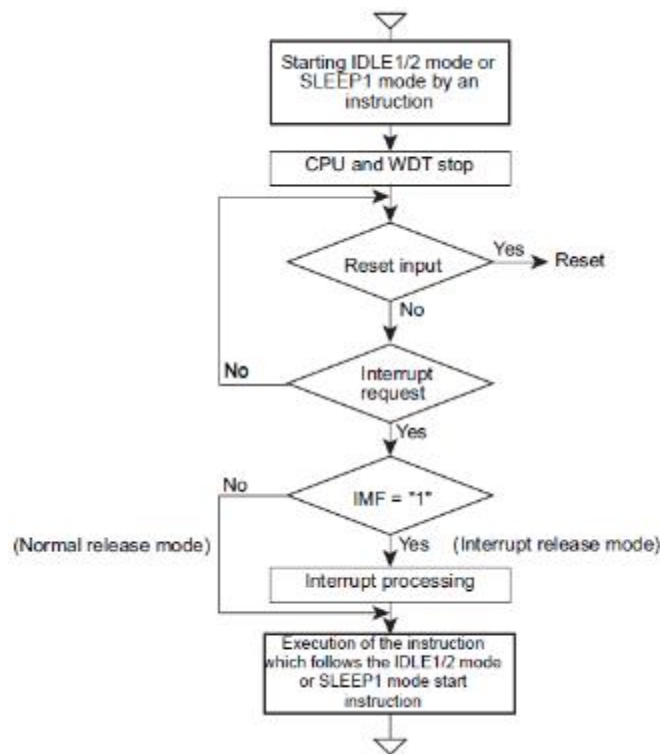 Starting IDLE1/2 mode or
SLEEP1 mode by an
instruction
CPU and WDT stop
Reset input
Yes
Reset
No
No
Interrupt
request
Yes
No
IMF = "1"
(Normal release mode)
Yes
(Interrupt release mode)
Interrupt processing
Execution of the instruction
which follows the IDLE1/2 mode
or SLEEP1 mode start
instruction